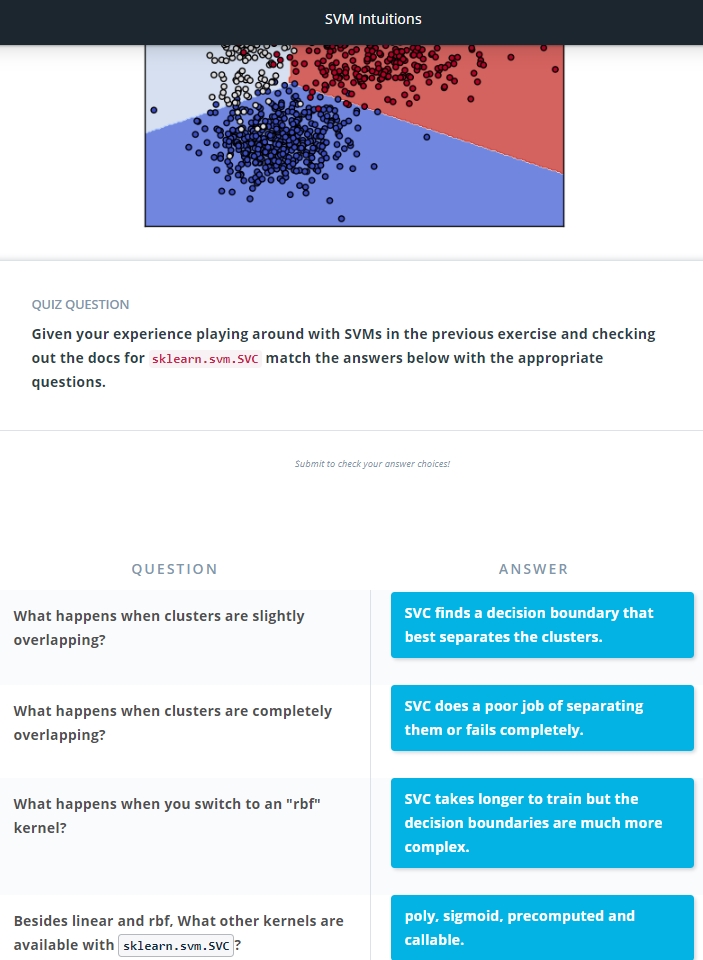 SVM Intuitions
QUIZ QUESTION
Given your experience playing around with SVMs in the previous exercise and checking
out the docs for sklearn.svm.SVC match the answers below with the appropriate
questions.
Submit to check your answer choices!
QUESTION
ANSWER
What happens when clusters are slightly
overlapping?
SVC finds a decision boundary that
best separates the clusters.
What happens when clusters are completely
overlapping?
SVC does a poor job of separating
them or fails completely.
What happens when you switch to an "rbf"
kernel?
SVC takes longer to train but the
decision boundaries are much more
complex.
Besides linear and rbf, What other kernels are
available with sklearn.svm.SVC?
poly, sigmoid, precomputed and
callable.